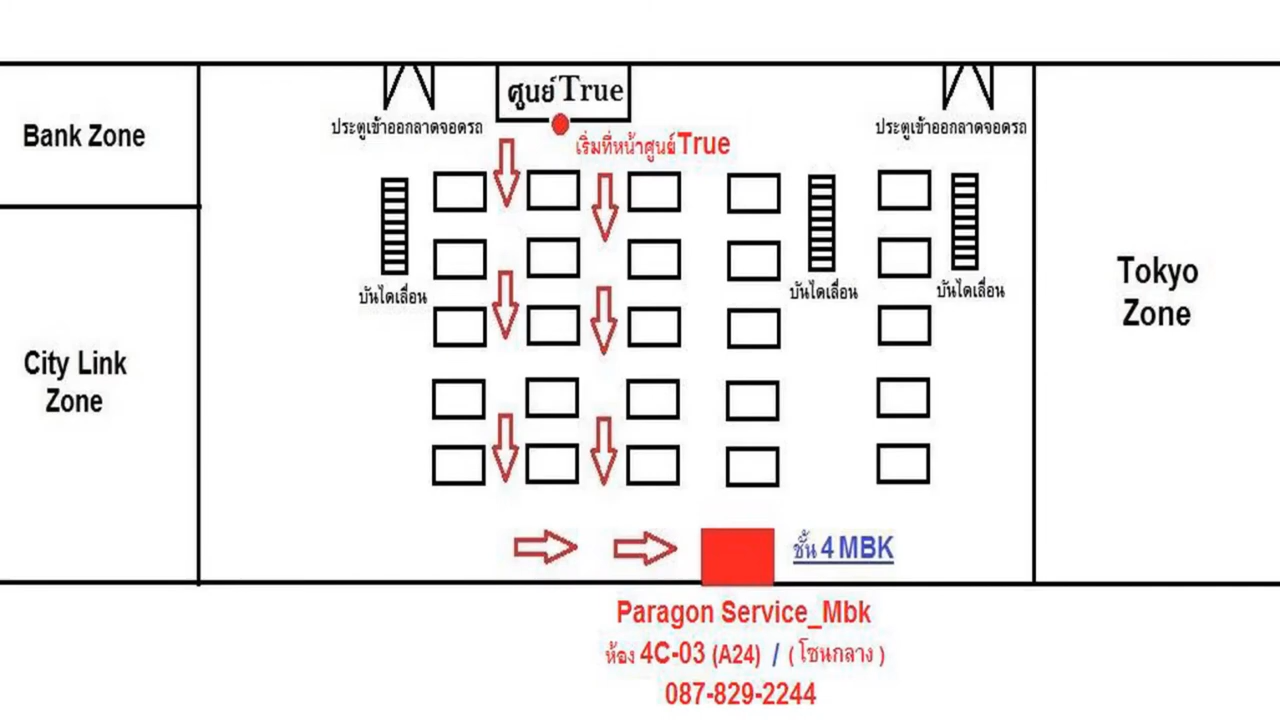 ศูนย์True
ประตูเข้าออกลาดจอดรถ
ประตูเข้าออกลาดจอดรถ
Bank Zone
เริ่มที่หน้าศูนย์True
บันไดเลื่อน
บันไดเลื่อน
บันไดเลื่อน
Tokyo
Zone
City Link
Zone
ชั้น 4 MBK
Paragon Service_Mbk
ห้อง 4C-03 (A24) / ( โซนกลาง )
087-829-2244